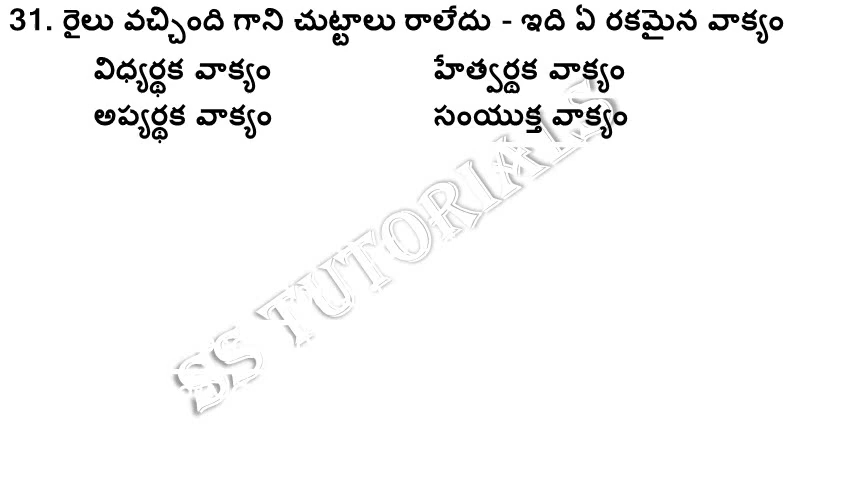 31. రైలు వచ్చింది గాని చుట్టాలు రాలేదు - ఇది ఏ రకమైన వాక్యం
విధ్యర్థక వాక్యం హేత్వర్థక వాక్యం
అప్యర్థక వాక్యం సంయుక్త వాక్యం
SS TUTORIALS